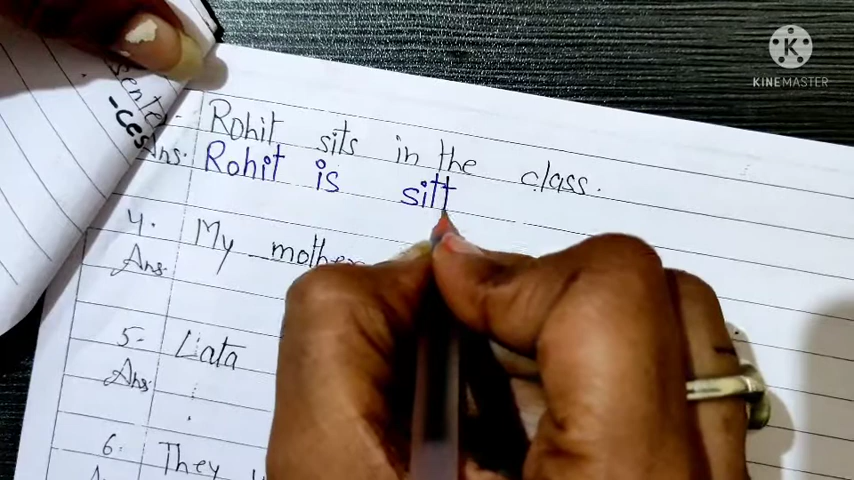 K
KINEMASTER
Rohit sits in the class.
Ans. Rohit is sitt
4. My mother
Ans.
5- Lata
Ans.
6. They